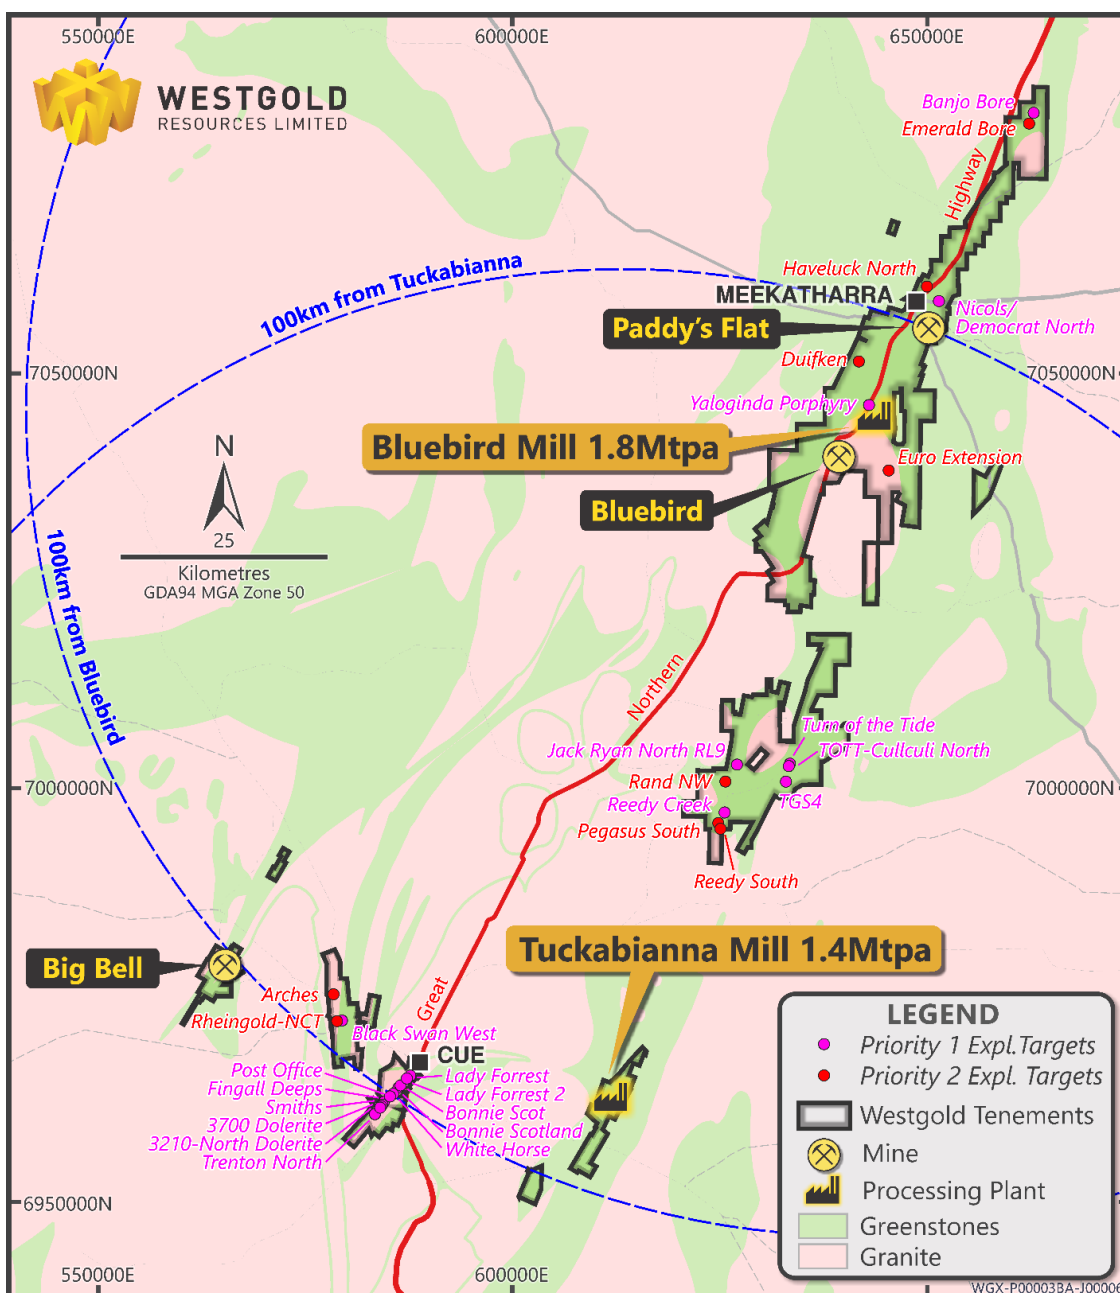 550000E
600000E
650000E
WESTGOLD
RESOURCES LIMITED
Banjo Bore
Emerald Bore
Highway
100km from Tuckabianna
Haveluck North
MEEKATHARRA
Nicols/
Democrat North
Paddy's Flat
Duifken
7050000N
7050000N
Yaloginda Porphyry
Bluebird Mill 1.8Mtpa
Euro Extension
N
Bluebird
25
Kilometres
GDA94 MGA Zone 50
100km from Bluebird
Northern
Turn of the Tide
Jack Ryan North RL9
TOTT-Cullculi North
Rand NW
7000000N
7000000N
Reedy Creek
TGS4
Pegasus South
Reedy South
Tuckabianna Mill 1.4Mtpa
Big Bell
Arches
Great
Rheingold-NCT
Black Swan West
CUE
Post Office
Lady Forrest
Fingall Deeps
Lady Forrest 2
Smiths
Bonnie Scot
3700 Dolerite
Bonnie Scotland
3210-North Dolerite
White Horse
Trenton North
6950000N
LEGEND
Priority 1 Expl.Targets
Priority 2 Expl. Targets
Westgold Tenements
Mine
Processing Plant
Greenstones
Granite
550000E
600000E
WGX-P00003BA-J00006